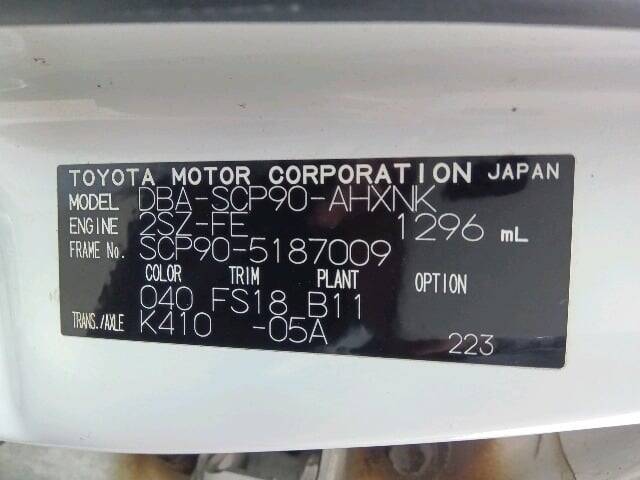 TOYOTA MOTOR CORPORATION JAPAN
MODEL DBA-SCP90-AHXNK
ENGINE 2SZ-FE 1296 mL
FRAME No. SCP90-5187009
COLOR TRIM PLANT OPTION
040 FS18 B11
TRANS./AXLE K410 -05A
223